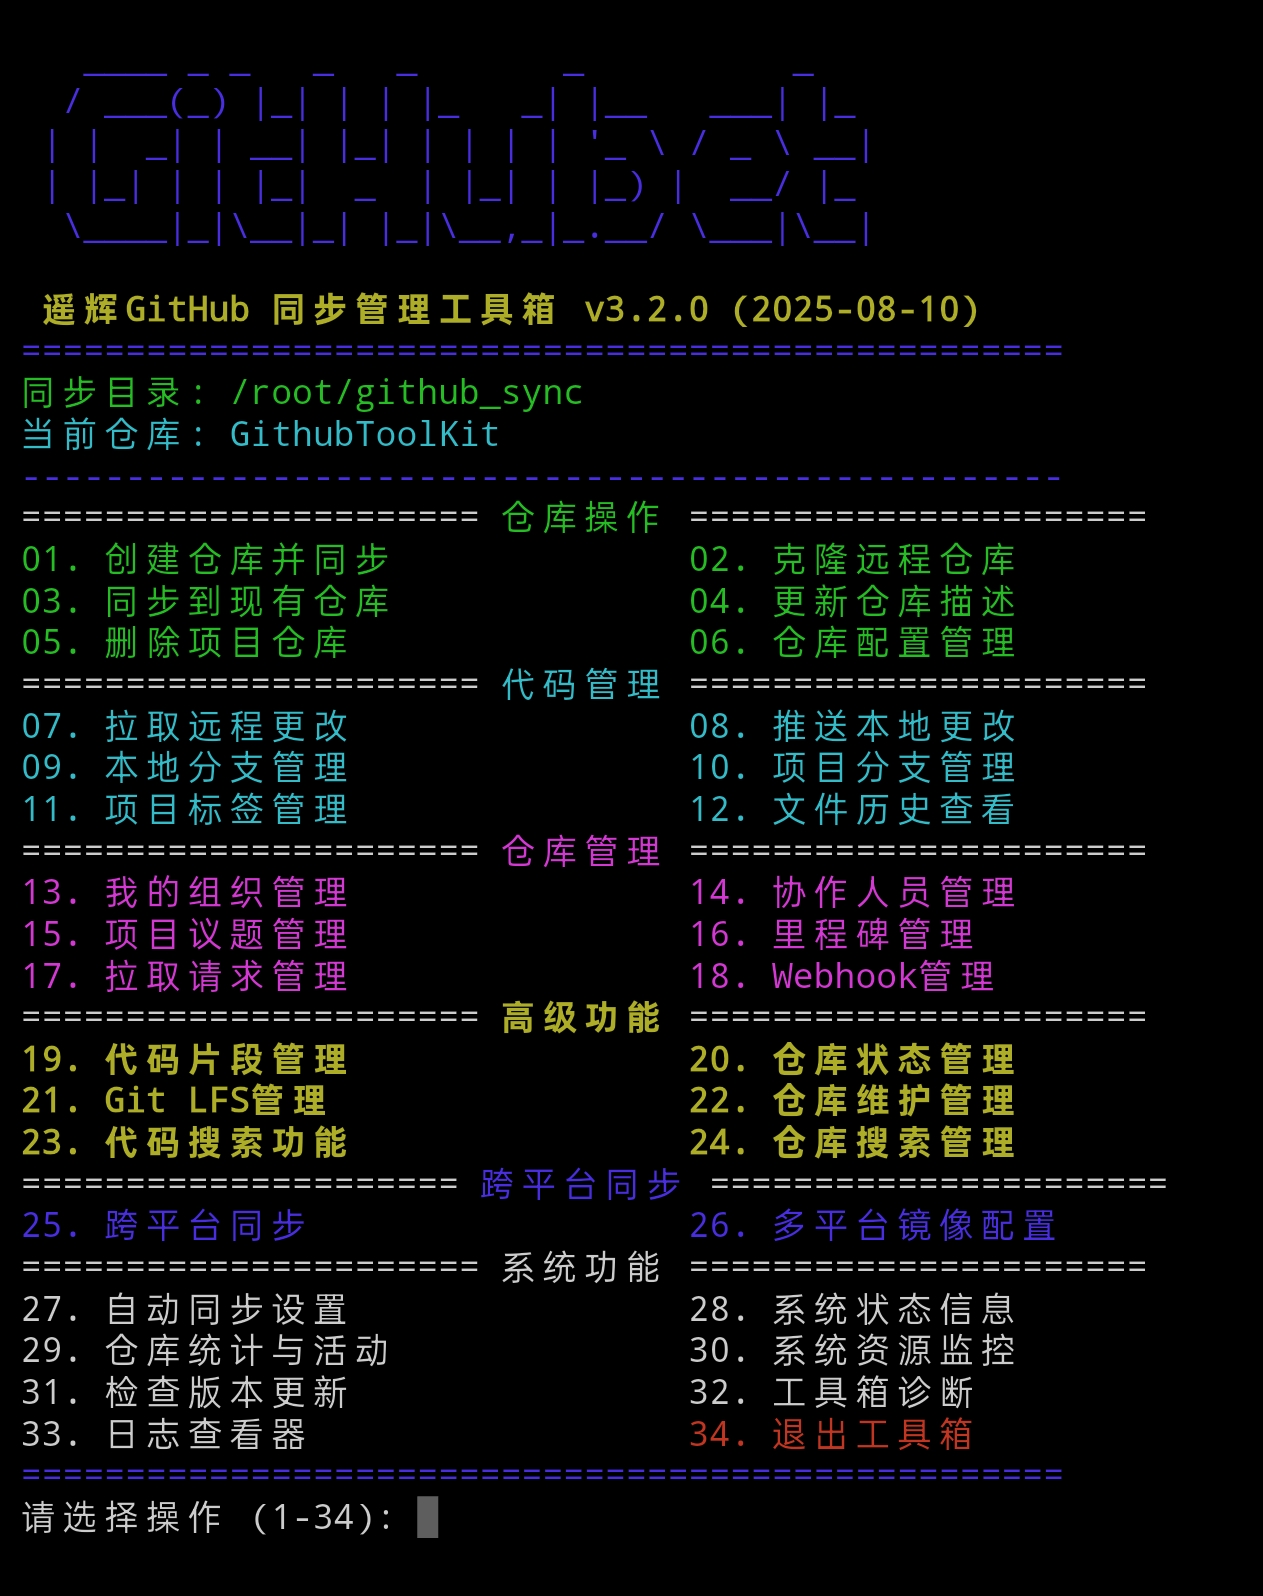 GitHubet
遥辉GitHub 同步管理工具箱 v3.2.0 (2025-08-10)
==================================================
同步目录: /root/github_sync
当前仓库: GithubToolKit
--------------------------------------------------
====================== 仓库操作 ======================
01. 创建仓库并同步 02. 克隆远程仓库
03. 同步到现有仓库 04. 更新仓库描述
05. 删除项目仓库 06. 仓库配置管理
====================== 代码管理 ======================
07. 拉取远程更改 08. 推送本地更改
09. 本地分支管理 10. 项目分支管理
11. 项目标签管理 12. 文件历史查看
====================== 仓库管理 ======================
13. 我的组织管理 14. 协作人员管理
15. 项目议题管理 16. 里程碑管理
17. 拉取请求管理 18. Webhook管理
====================== 高级功能 ======================
19. 代码片段管理 20. 仓库状态管理
21. Git LFS管理 22. 仓库维护管理
23. 代码搜索功能 24. 仓库搜索管理
===================== 跨平台同步 ======================
25. 跨平台同步 26. 多平台镜像配置
====================== 系统功能 ======================
27. 自动同步设置 28. 系统状态信息
29. 仓库统计与活动 30. 系统资源监控
31. 检查版本更新 32. 工具箱诊断
33. 日志查看器 34. 退出工具箱
==================================================
请选择操作 (1-34):